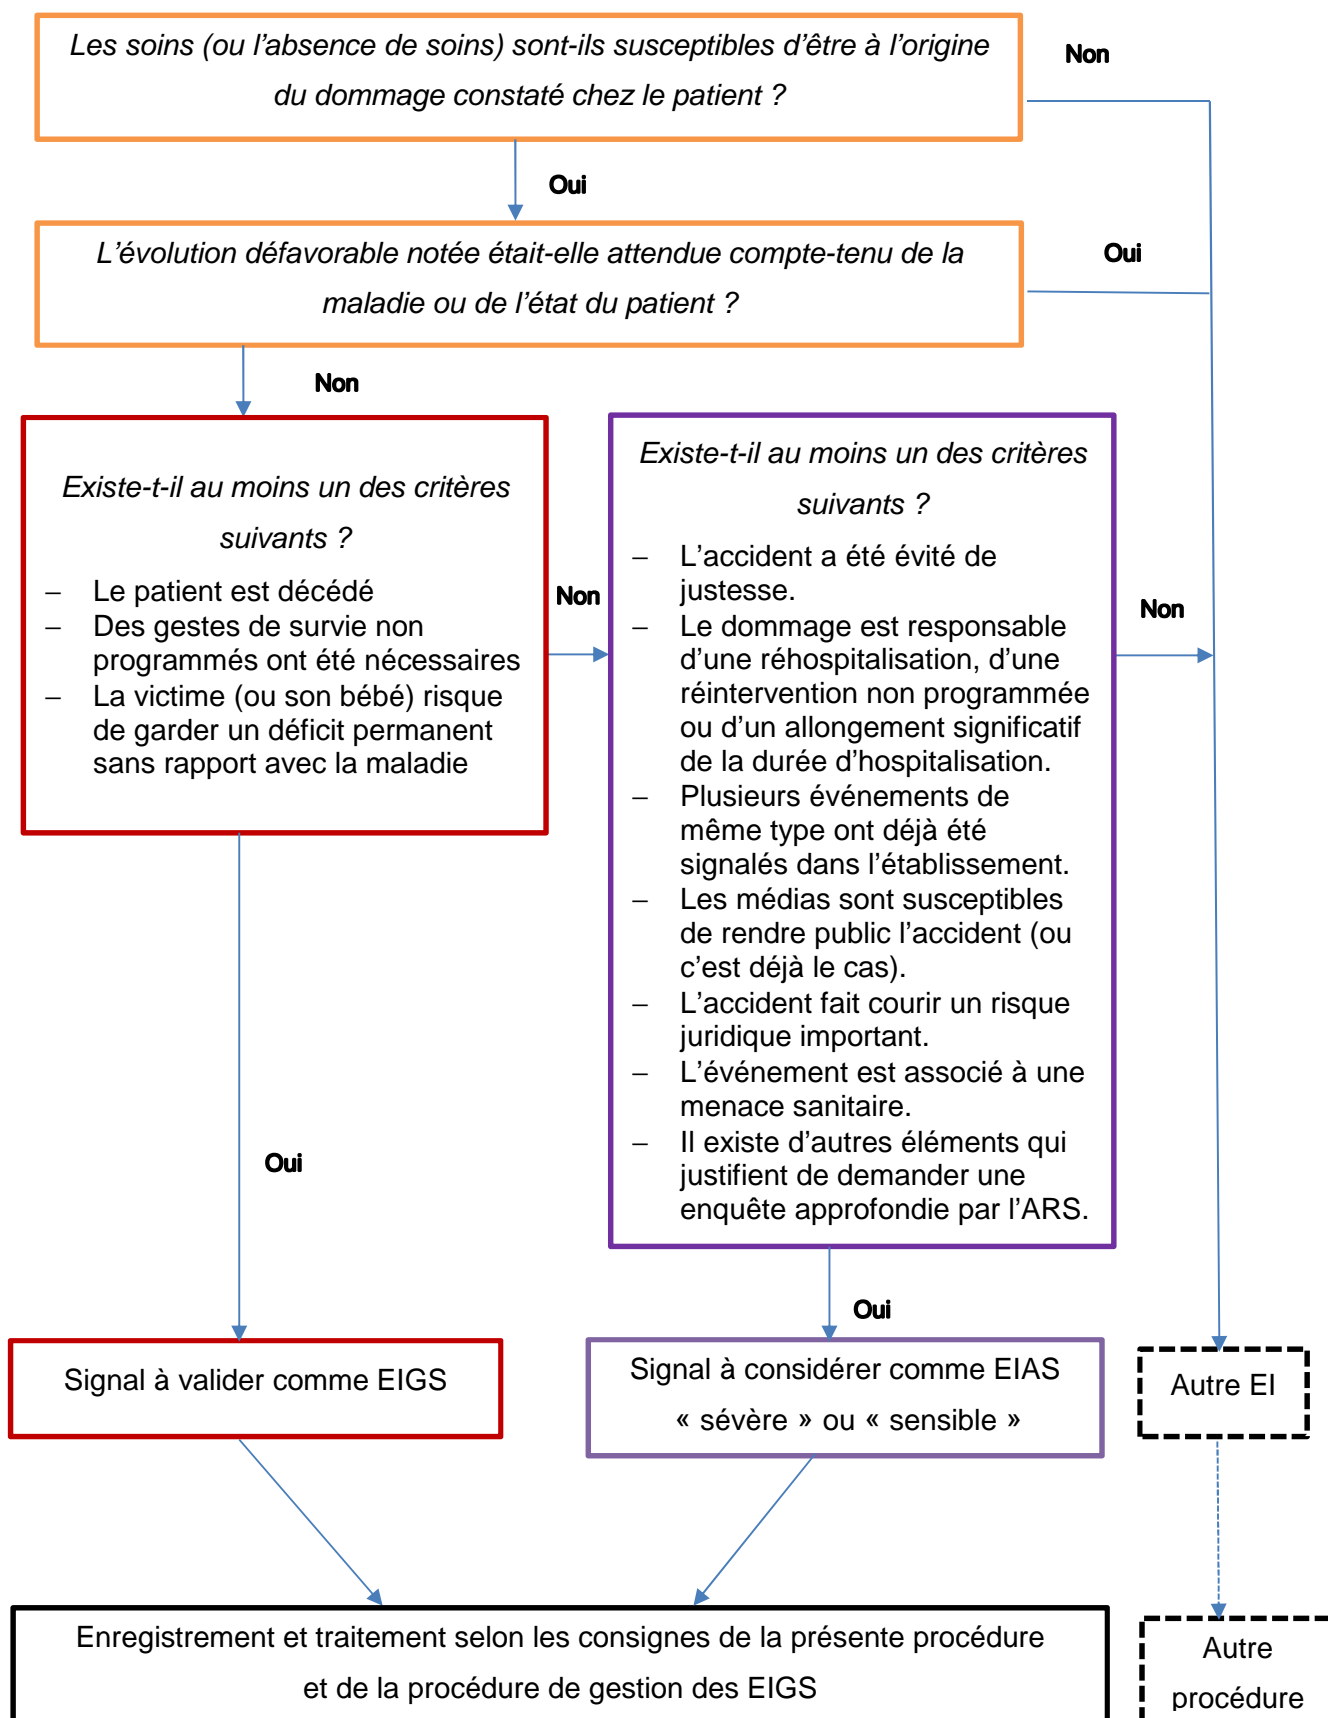 Les soins (ou l’absence de soins) sont-ils susceptibles d’être à l’origine
du dommage constaté chez le patient ?
Non
Oui
L’évolution défavorable notée était-elle attendue compte-tenu de la
maladie ou de l’état du patient ?
Oui
Non
Existe-t-il au moins un des critères
suivants ?
– Le patient est décédé
– Des gestes de survie non
programmés ont été nécessaires
– La victime (ou son bébé) risque
de garder un déficit permanent
sans rapport avec la maladie
Non
Existe-t-il au moins un des critères
suivants ?
– L’accident a été évité de
justesse.
– Le dommage est responsable
d’une réhospitalisation, d’une
réintervention non programmée
ou d’un allongement significatif
de la durée d’hospitalisation.
– Plusieurs événements de
même type ont déjà été
signalés dans l’établissement.
– Les médias sont susceptibles
de rendre public l’accident (ou
c’est déjà le cas).
– L’accident fait courir un risque
juridique important.
– L’événement est associé à une
menace sanitaire.
– Il existe d’autres éléments qui
justifient de demander une
enquête approfondie par l’ARS.
Non
Oui
Oui
Signal à valider comme EIGS
Signal à considérer comme EIAS
« sévère » ou « sensible »
Autre EI
Enregistrement et traitement selon les consignes de la présente procédure
et de la procédure de gestion des EIGS
Autre
procédure